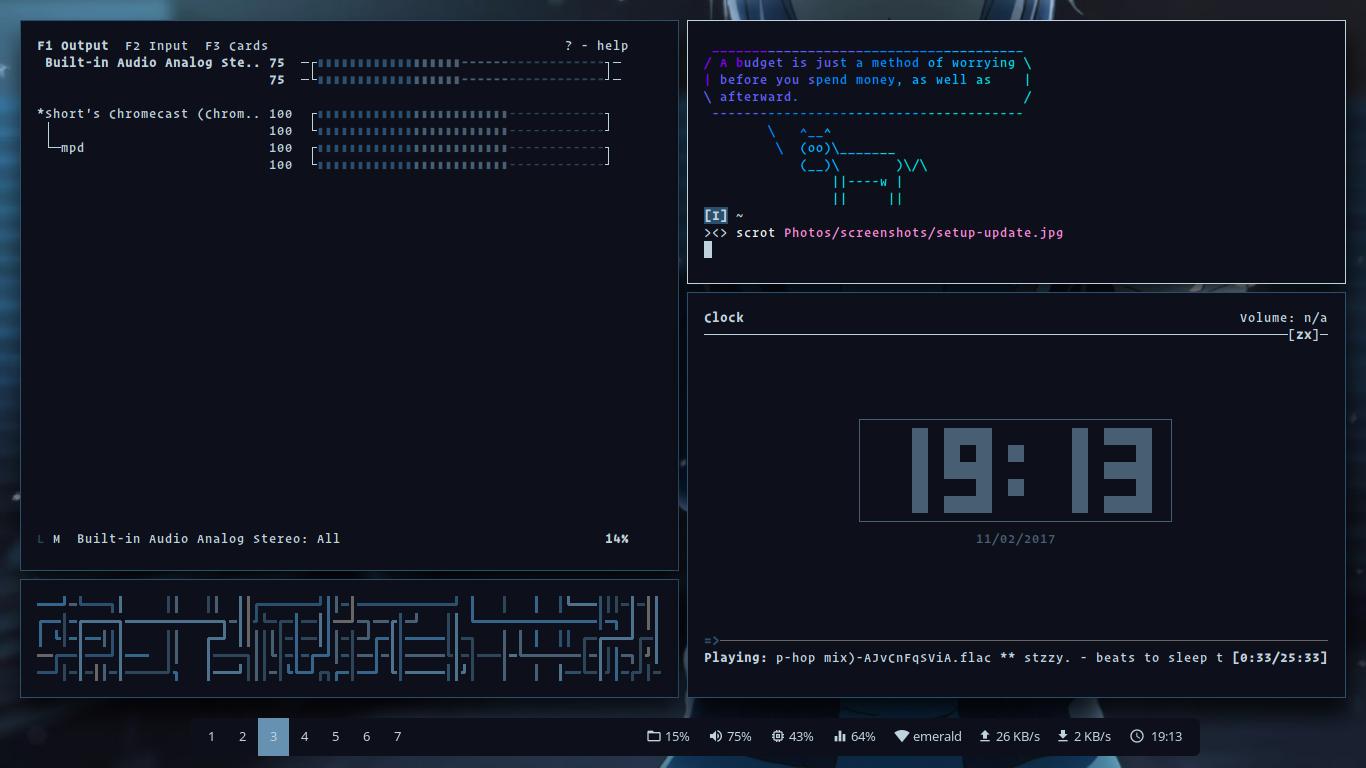 F1 Output  F2 Input  F3 Cards                                     ? - help
Built-in Audio Analog Ste.. 75
75
*short's Chromecast (Chrom.. 100
100
mpd 100
100
L M  Built-in Audio Analog Stereo: All 14%
/ A budget is just a method of worrying \
| before you spend money, as well as    |
\ afterward.                            /
\   ^__^
\  (oo)\_______
(__)\       )\/\
||----w |
||     ||
[I] ~
><> scrot Photos/screenshots/setup-update.jpg
Clock Volume: n/a
[zx]
19:13
11/02/2017
=>
Playing: p-hop mix)-AJvCnFqSViA.flac ** stzzy. - beats to sleep t [0:33/25:33]
1 2 3 4 5 6 7 15% 75% 43% 64% emerald 26 KB/s 2 KB/s 19:13